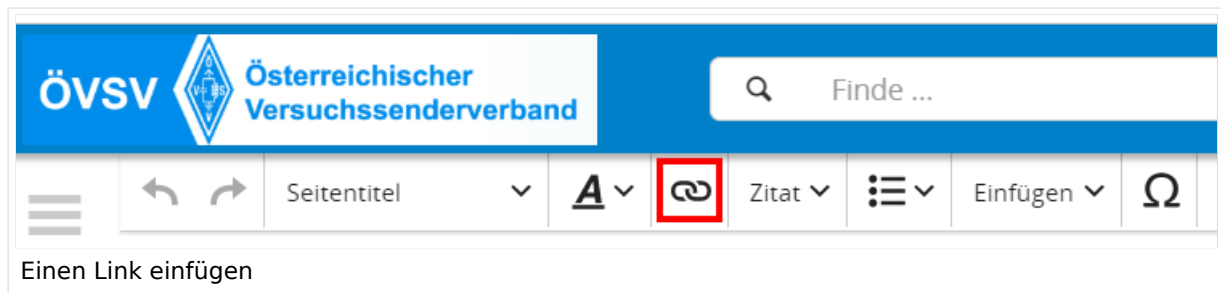 ÖVSV
Österreichischer
Versuchssenderverband
Finde ...
Seitentitel A Zitat Einfügen Ω
Einen Link einfügen